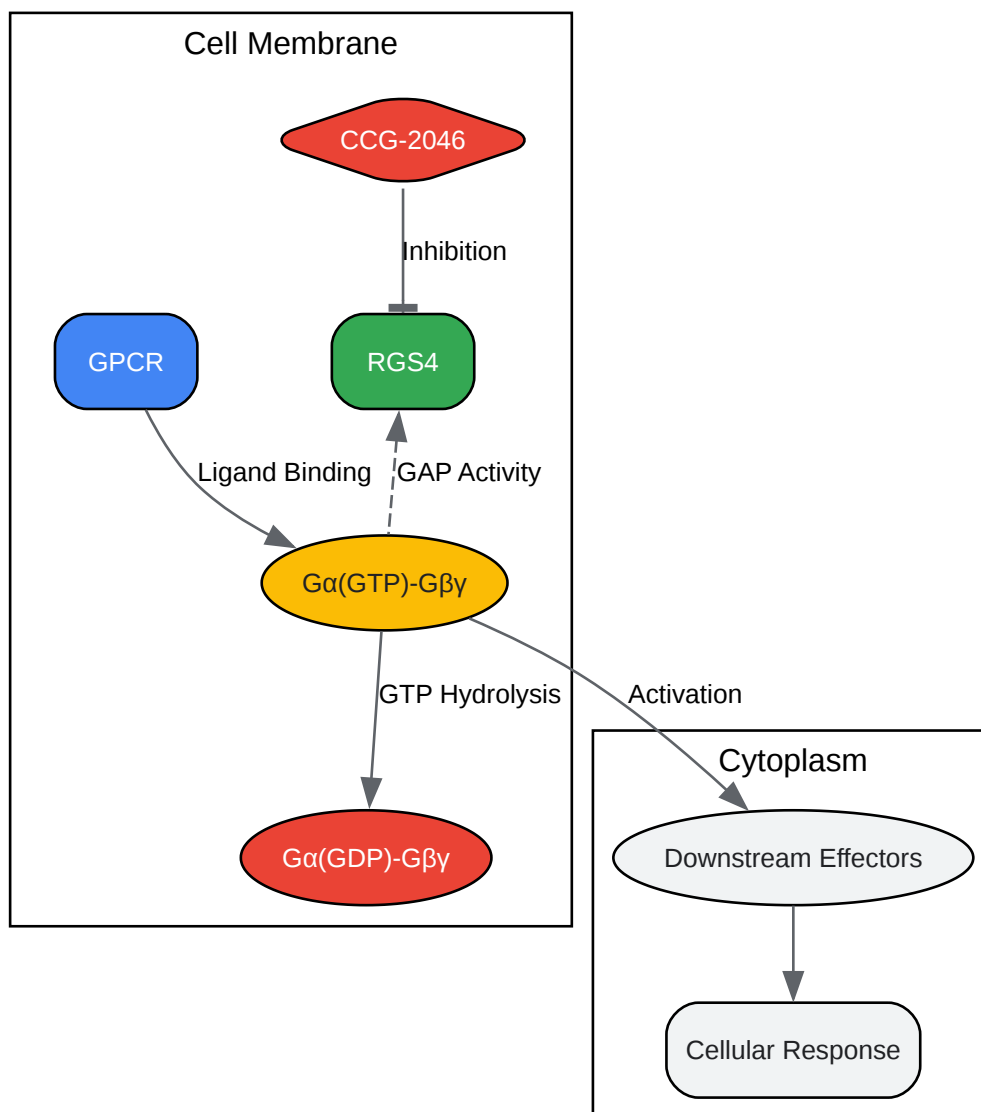 Cell Membrane
CCG-2046
Inhibition
GPCR
RGS4
Ligand Binding
GAP Activity
Gα(GTP)-Gβγ
GTP Hydrolysis
Activation
Cytoplasm
Gα(GDP)-Gβγ
Downstream Effectors
Cellular Response